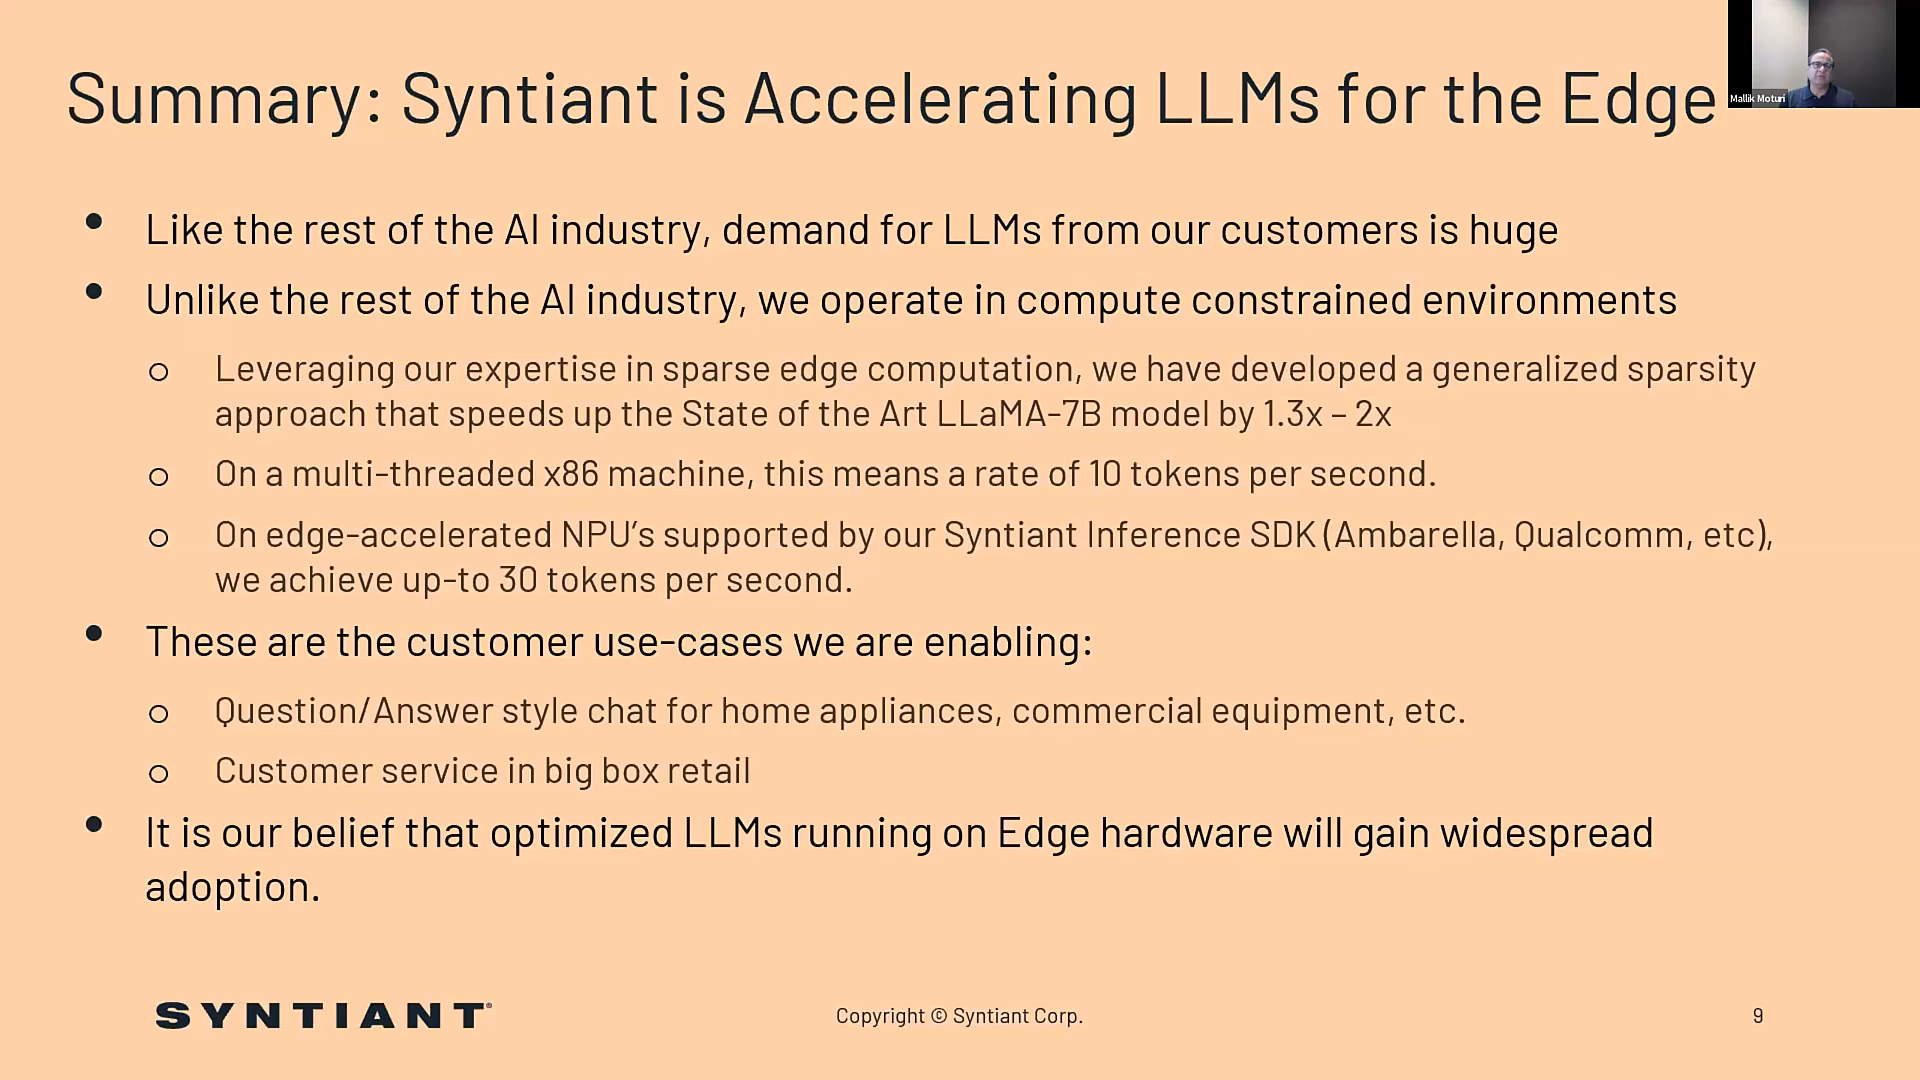 Mallik Moturi
Summary: Syntiant is Accelerating LLMs for the Edge
• Like the rest of the AI industry, demand for LLMs from our customers is huge
• Unlike the rest of the AI industry, we operate in compute constrained environments
o Leveraging our expertise in sparse edge computation, we have developed a generalized sparsity
approach that speeds up the State of the Art LLaMA-7B model by 1.3x – 2x
o On a multi-threaded x86 machine, this means a rate of 10 tokens per second.
o On edge-accelerated NPU's supported by our Syntiant Inference SDK (Ambarella, Qualcomm, etc),
we achieve up-to 30 tokens per second.
• These are the customer use-cases we are enabling:
o Question/Answer style chat for home appliances, commercial equipment, etc.
o Customer service in big box retail
• It is our belief that optimized LLMs running on Edge hardware will gain widespread
adoption.
SYNTIANT®
Copyright © Syntiant Corp.
9